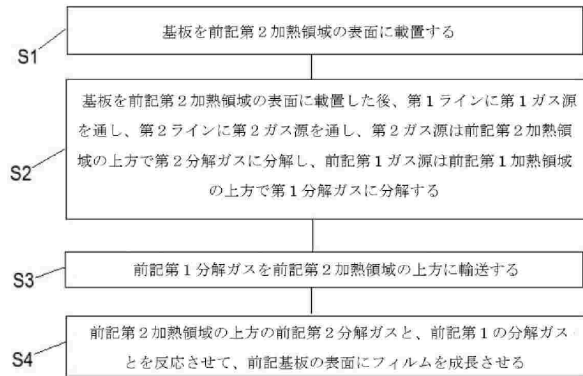 基板を前記第２加熱領域の表面に載置する
S1
基板を前記第２加熱領域の表面に載置した後、第１ラインに第１ガス源
を通し、第２ラインに第２ガス源を通し、第２ガス源は前記第２加熱領
域の上方で第２分解ガスに分解し、前記第１ガス源は前記第１加熱領域
の上方で第１分解ガスに分解する
S2
前記第１分解ガスを前記第２加熱領域の上方に輸送する
S3
前記第２加熱領域の上方の前記第２分解ガスと、前記第１の分解ガス
とを反応させて、前記基板の表面にフィルムを成長させる
S4